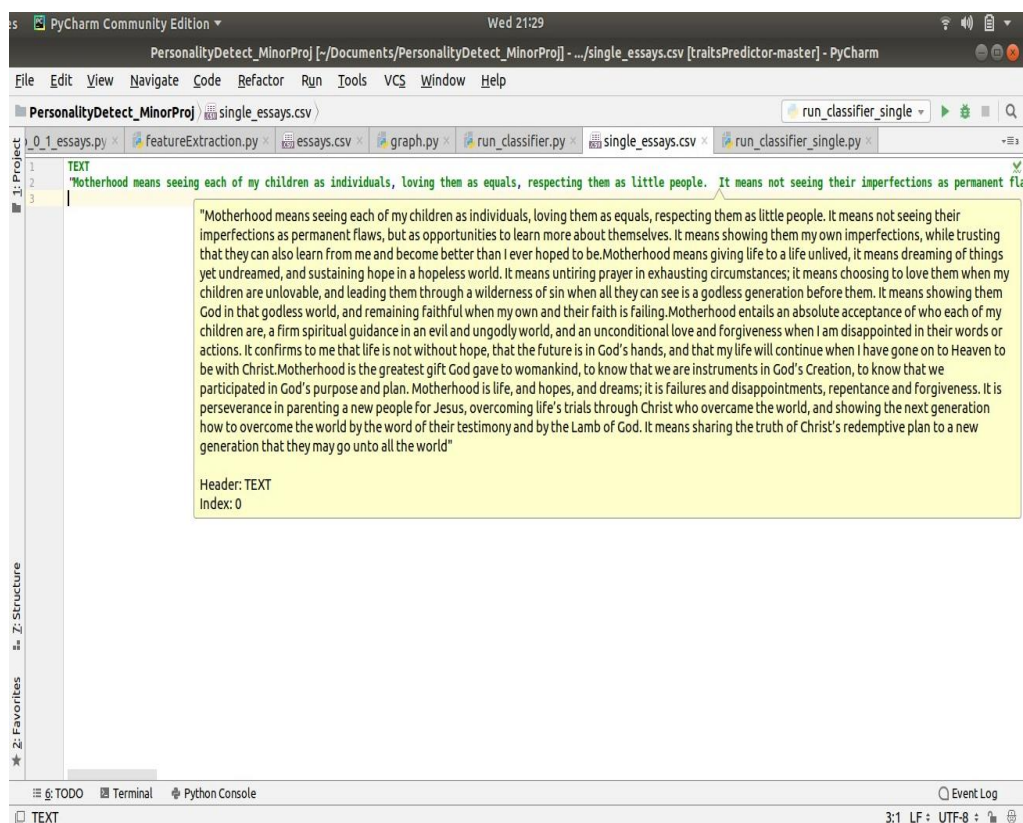 es PyCharm Community Edition Wed 21:29
PersonalityDetect_MinorProj [~/Documents/PersonalityDetect_MinorProj] - .../single_essays.csv [traitsPredictor-master] - PyCharm
File Edit View Navigate Code Refactor Run Tools VCS Window Help
PersonalityDetect_MinorProj single_essays.csv run_classifier_single
_0_1_essays.py featureExtraction.py essays.csv graph.py run_classifier.py single_essays.csv run_classifier_single.py
1: Project
1 TEXT
2 "Motherhood means seeing each of my children as individuals, loving them as equals, respecting them as little people. It means not seeing their imperfections as permanent fla
3
"Motherhood means seeing each of my children as individuals, loving them as equals, respecting them as little people. It means not seeing their
imperfections as permanent flaws, but as opportunities to learn more about themselves. It means showing them my own imperfections, while trusting
that they can also learn from me and become better than I ever hoped to be.Motherhood means giving life to a life unlived, it means dreaming of things
yet undreamed, and sustaining hope in a hopeless world. It means untiring prayer in exhausting circumstances; it means choosing to love them when my
children are unlovable, and leading them through a wilderness of sin when all they can see is a godless generation before them. It means showing them
God in that godless world, and remaining faithful when my own and their faith is failing.Motherhood entails an absolute acceptance of who each of my
children are, a firm spiritual guidance in an evil and ungodly world, and an unconditional love and forgiveness when I am disappointed in their words or
actions. It confirms to me that life is not without hope, that the future is in God's hands, and that my life will continue when I have gone on to Heaven to
be with Christ.Motherhood is the greatest gift God gave to womankind, to know that we are instruments in God's Creation, to know that we
participated in God's purpose and plan. Motherhood is life, and hopes, and dreams; it is failures and disappointments, repentance and forgiveness. It is
perseverance in parenting a new people for Jesus, overcoming life's trials through Christ who overcame the world, and showing the next generation
how to overcome the world by the word of their testimony and by the Lamb of God. It means sharing the truth of Christ's redemptive plan to a new
generation that they may go unto all the world"
Header: TEXT
Index: 0
7: Structure
2: Favorites
6: TODO Terminal Python Console Event Log
TEXT 3:1 LF UTF-8